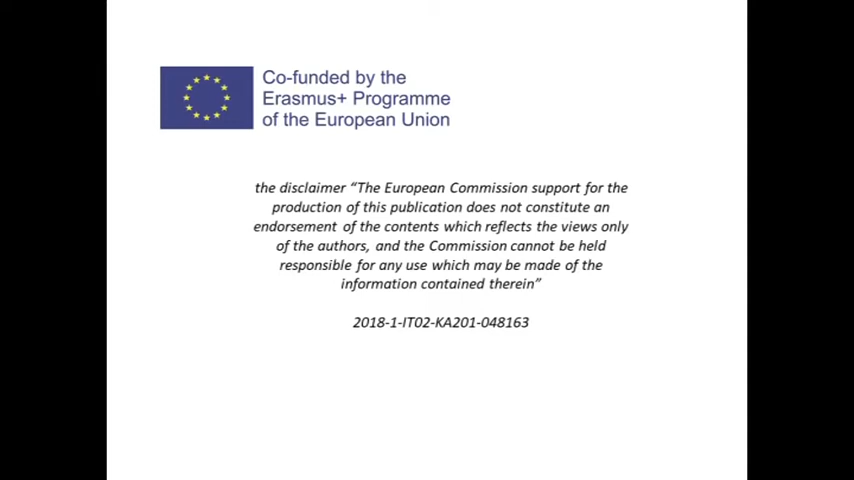 Co-funded by the
Erasmus+ Programme
of the European Union
the disclaimer “The European Commission support for the
production of this publication does not constitute an
endorsement of the contents which reflects the views only
of the authors, and the Commission cannot be held
responsible for any use which may be made of the
information contained therein”
2018-1-IT02-KA201-048163